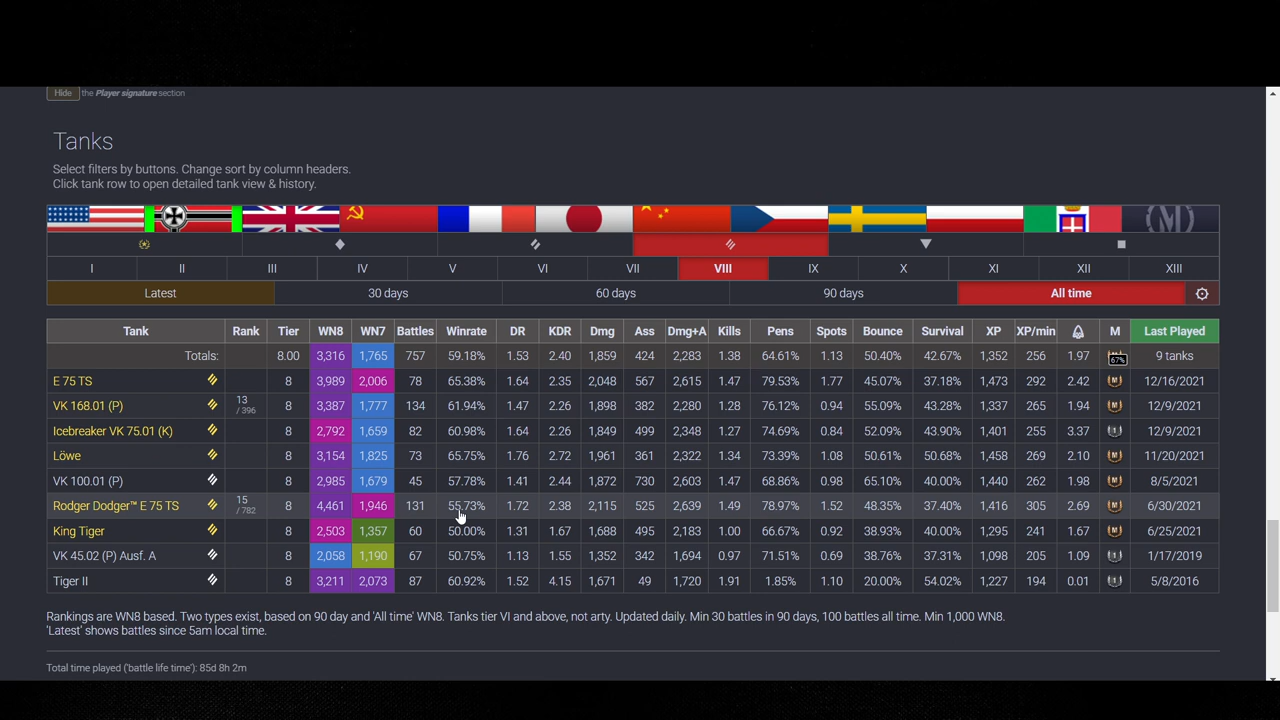 Hide the Player signature section
Tanks
Select filters by buttons. Change sort by column headers.
Click tank row to open detailed tank view & history.
I II III IV V VI VII VIII IX X XI XII XIII
Latest 30 days 60 days 90 days All time
Tank Rank Tier WN8 WN7 Battles Winrate DR KDR Dmg Ass Dmg+A Kills Pens Spots Bounce Survival XP XP/min M Last Played
Totals: 8.00 3,316 1,765 757 59.18% 1.53 2.40 1,859 424 2,283 1.38 64.61% 1.13 50.40% 42.67% 1,352 256 1.97 67% 9 tanks
E 75 TS 8 3,989 2,006 78 65.38% 1.64 2.35 2,048 567 2,615 1.47 79.53% 1.77 45.07% 37.18% 1,473 292 2.42 M 12/16/2021
VK 168.01 (P) 13 / 396 8 3,387 1,777 134 61.94% 1.47 2.26 1,898 382 2,280 1.28 76.12% 0.94 55.09% 43.28% 1,337 265 1.94 M 12/9/2021
Icebreaker VK 75.01 (K) 8 2,792 1,659 82 60.98% 1.64 2.26 1,849 499 2,348 1.27 74.69% 0.84 52.09% 43.90% 1,401 255 3.37 I 12/9/2021
Löwe 8 3,154 1,825 73 65.75% 1.76 2.72 1,961 361 2,322 1.34 73.39% 1.08 50.61% 50.68% 1,458 269 2.10 M 11/20/2021
VK 100.01 (P) 8 2,985 1,679 45 57.78% 1.41 2.44 1,872 730 2,603 1.47 68.86% 0.98 65.10% 40.00% 1,440 262 1.98 M 8/5/2021
Rodger Dodger™ E 75 TS 15 / 782 8 4,461 1,946 131 55.73% 1.72 2.38 2,115 525 2,639 1.49 78.97% 1.52 48.35% 37.40% 1,416 305 2.69 M 6/30/2021
King Tiger 8 2,503 1,357 60 50.00% 1.31 1.67 1,688 495 2,183 1.00 66.67% 0.92 38.93% 40.00% 1,295 241 1.67 M 6/25/2021
VK 45.02 (P) Ausf. A 8 2,058 1,190 67 50.75% 1.13 1.55 1,352 342 1,694 0.97 71.51% 0.69 38.76% 37.31% 1,098 205 1.09 I 1/17/2019
Tiger II 8 3,211 2,073 87 60.92% 1.52 4.15 1,671 49 1,720 1.91 1.85% 1.10 20.00% 54.02% 1,227 194 0.01 I 5/8/2016
Rankings are WN8 based. Two types exist, based on 90 day and 'All time' WN8. Tanks tier VI and above, not arty. Updated daily. Min 30 battles in 90 days, 100 battles all time. Min 1,000 WN8.
'Latest' shows battles since 5am local time.
Total time played ('battle life time'): 85d 8h 2m